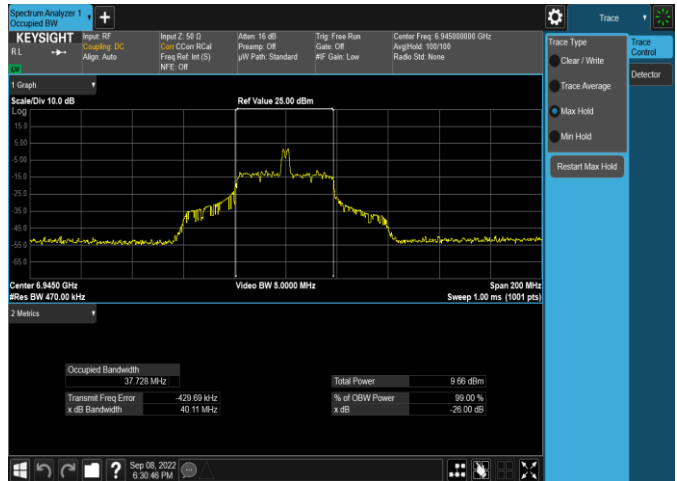 Spectrum Analyzer 1
Occupied BW
+
Trace
KEYSIGHT
R L
Input: RF
Coupling: DC
Align: Auto
Input Z: 50 Ω
Corr CCorr RCal
Freq Ref: Int (S)
NFE: Off
Atten: 16 dB
Preamp: Off
µW Path: Standard
Trig: Free Run
Gate: Off
#IF Gain: Low
Center Freq: 6.945000000 GHz
Avg|Hold: 100/100
Radio Std: None
Trace Type
Clear / Write
Trace Average
Max Hold
Min Hold
Restart Max Hold
Trace
Control
Detector
1 Graph
Scale/Div 10.0 dB
Ref Value 25.00 dBm
Log
15.0
5.00
-5.00
-15.0
-25.0
-35.0
-45.0
-55.0
-65.0
Center 6.9450 GHz
#Res BW 470.00 kHz
Video BW 5.0000 MHz
Span 200 MHz
Sweep 1.00 ms (1001 pts)
2 Metrics
Occupied Bandwidth
37.728 MHz
Transmit Freq Error -429.69 kHz
x dB Bandwidth 40.11 MHz
Total Power 9.66 dBm
% of OBW Power 99.00 %
x dB -26.00 dB
?
Sep 08, 2022
6:30:46 PM